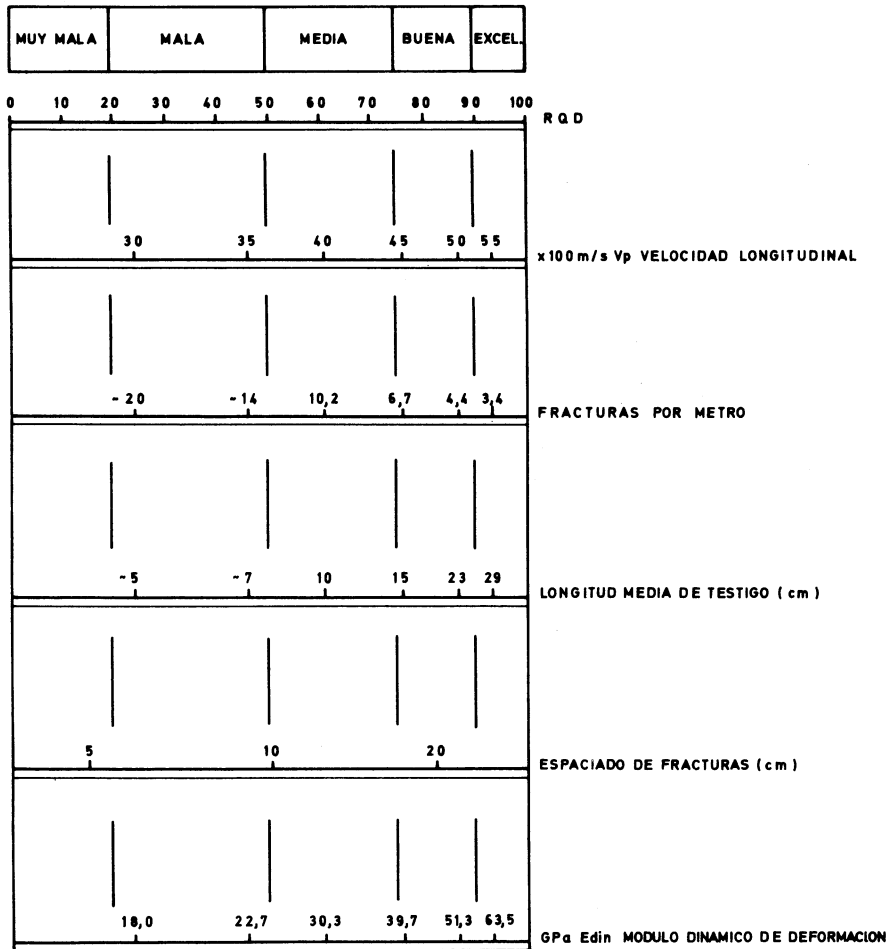 MUY MALA MALA MEDIA BUENA EXCEL.
0 10 20 30 40 50 60 70 80 90 100
RQD
30 35 40 45 50 55
x100m/s Vp VELOCIDAD LONGITUDINAL
~20 ~14 10,2 6,7 4,4 3,4
FRACTURAS POR METRO
~5 ~7 10 15 23 29
LONGITUD MEDIA DE TESTIGO (cm)
5 10 20
ESPACIADO DE FRACTURAS (cm)
18,0 22,7 30,3 39,7 51,3 63,5
GPa Edin MODULO DINAMICO DE DEFORMACION